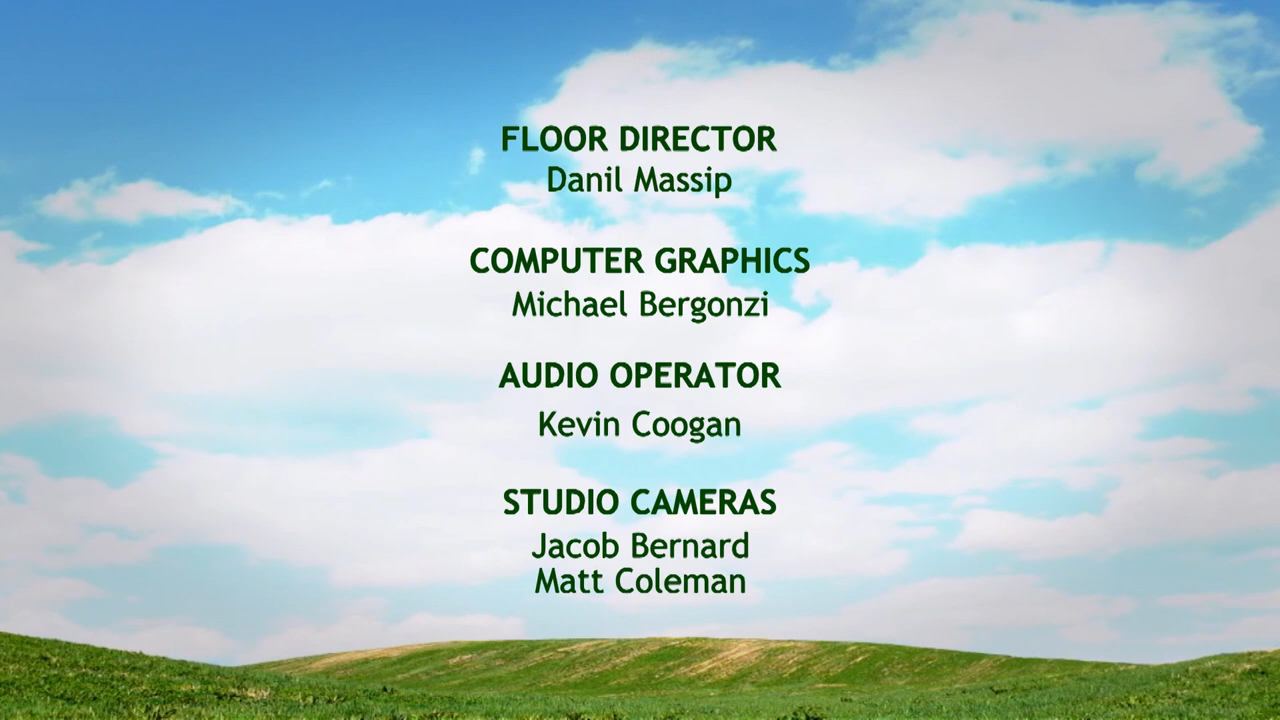 FLOOR DIRECTOR
Danil Massip
COMPUTER GRAPHICS
Michael Bergonzi
AUDIO OPERATOR
Kevin Coogan
STUDIO CAMERAS
Jacob Bernard
Matt Coleman